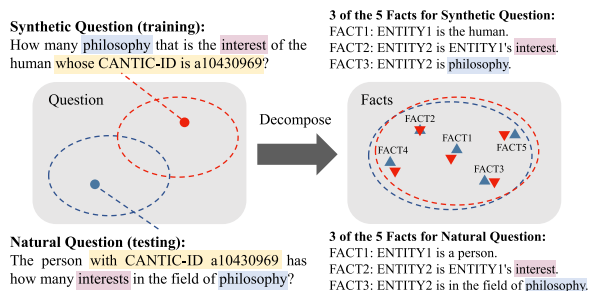 Synthetic Question (training):
How many philosophy that is the interest of the
human whose CANTIC-ID is a10430969?
Question
Natural Question (testing):
The person with CANTIC-ID a10430969 has
how many interests in the field of philosophy?
Decompose
3 of the 5 Facts for Synthetic Question:
FACT1: ENTITY1 is the human.
FACT2: ENTITY2 is ENTITY1's interest.
FACT3: ENTITY2 is philosophy.
Facts
FACT2
FACT1
FACT5
FACT4
FACT3
3 of the 5 Facts for Natural Question:
FACT1: ENTITY1 is a person.
FACT2: ENTITY2 is ENTITY1's interest.
FACT3: ENTITY2 is in the field of philosophy.